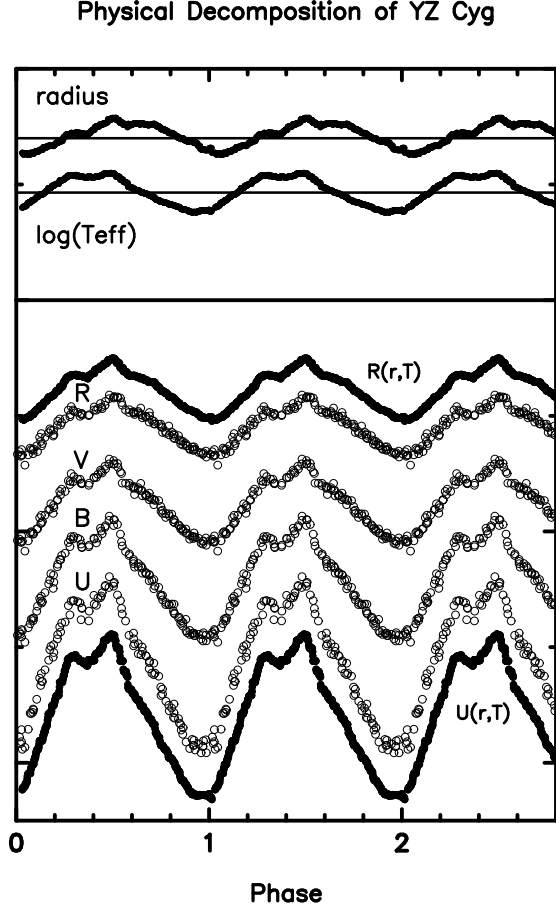 Physical Decomposition of YZ Cyg
radius
log(Teff)
R(r,T)
R
V
B
U
U(r,T)
0 1 2
Phase